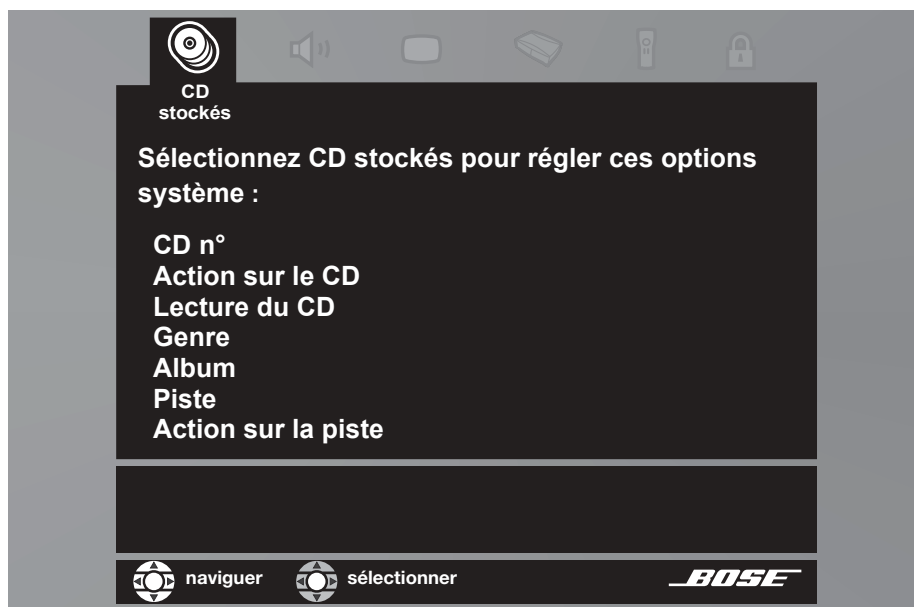 CD
stockés
Sélectionnez CD stockés pour régler ces options
système :
CD n°
Action sur le CD
Lecture du CD
Genre
Album
Piste
Action sur la piste
naviguer
sélectionner
BOSE